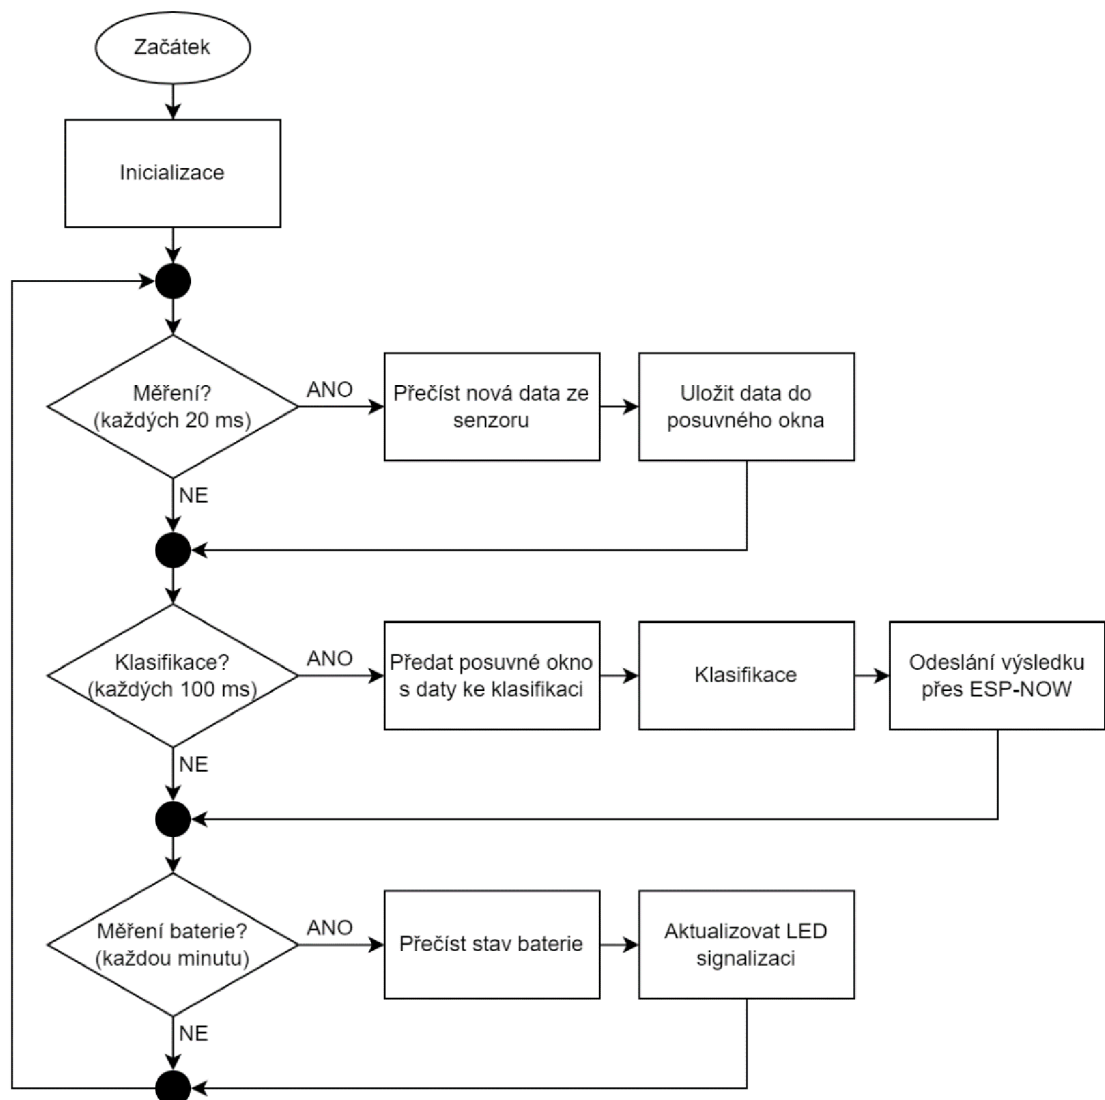 Začátek
Inicializace
Měření?
(každých 20 ms)
ANO
Přečíst nová data ze
senzoru
Uložit data do
posuvného okna
NE
Klasifikace?
(každých 100 ms)
ANO
Předat posuvné okno
s daty ke klasifikaci
Klasifikace
Odeslání výsledku
přes ESP-NOW
NE
Měření baterie?
(každou minutu)
ANO
Přečíst stav baterie
Aktualizovat LED
signalizaci
NE